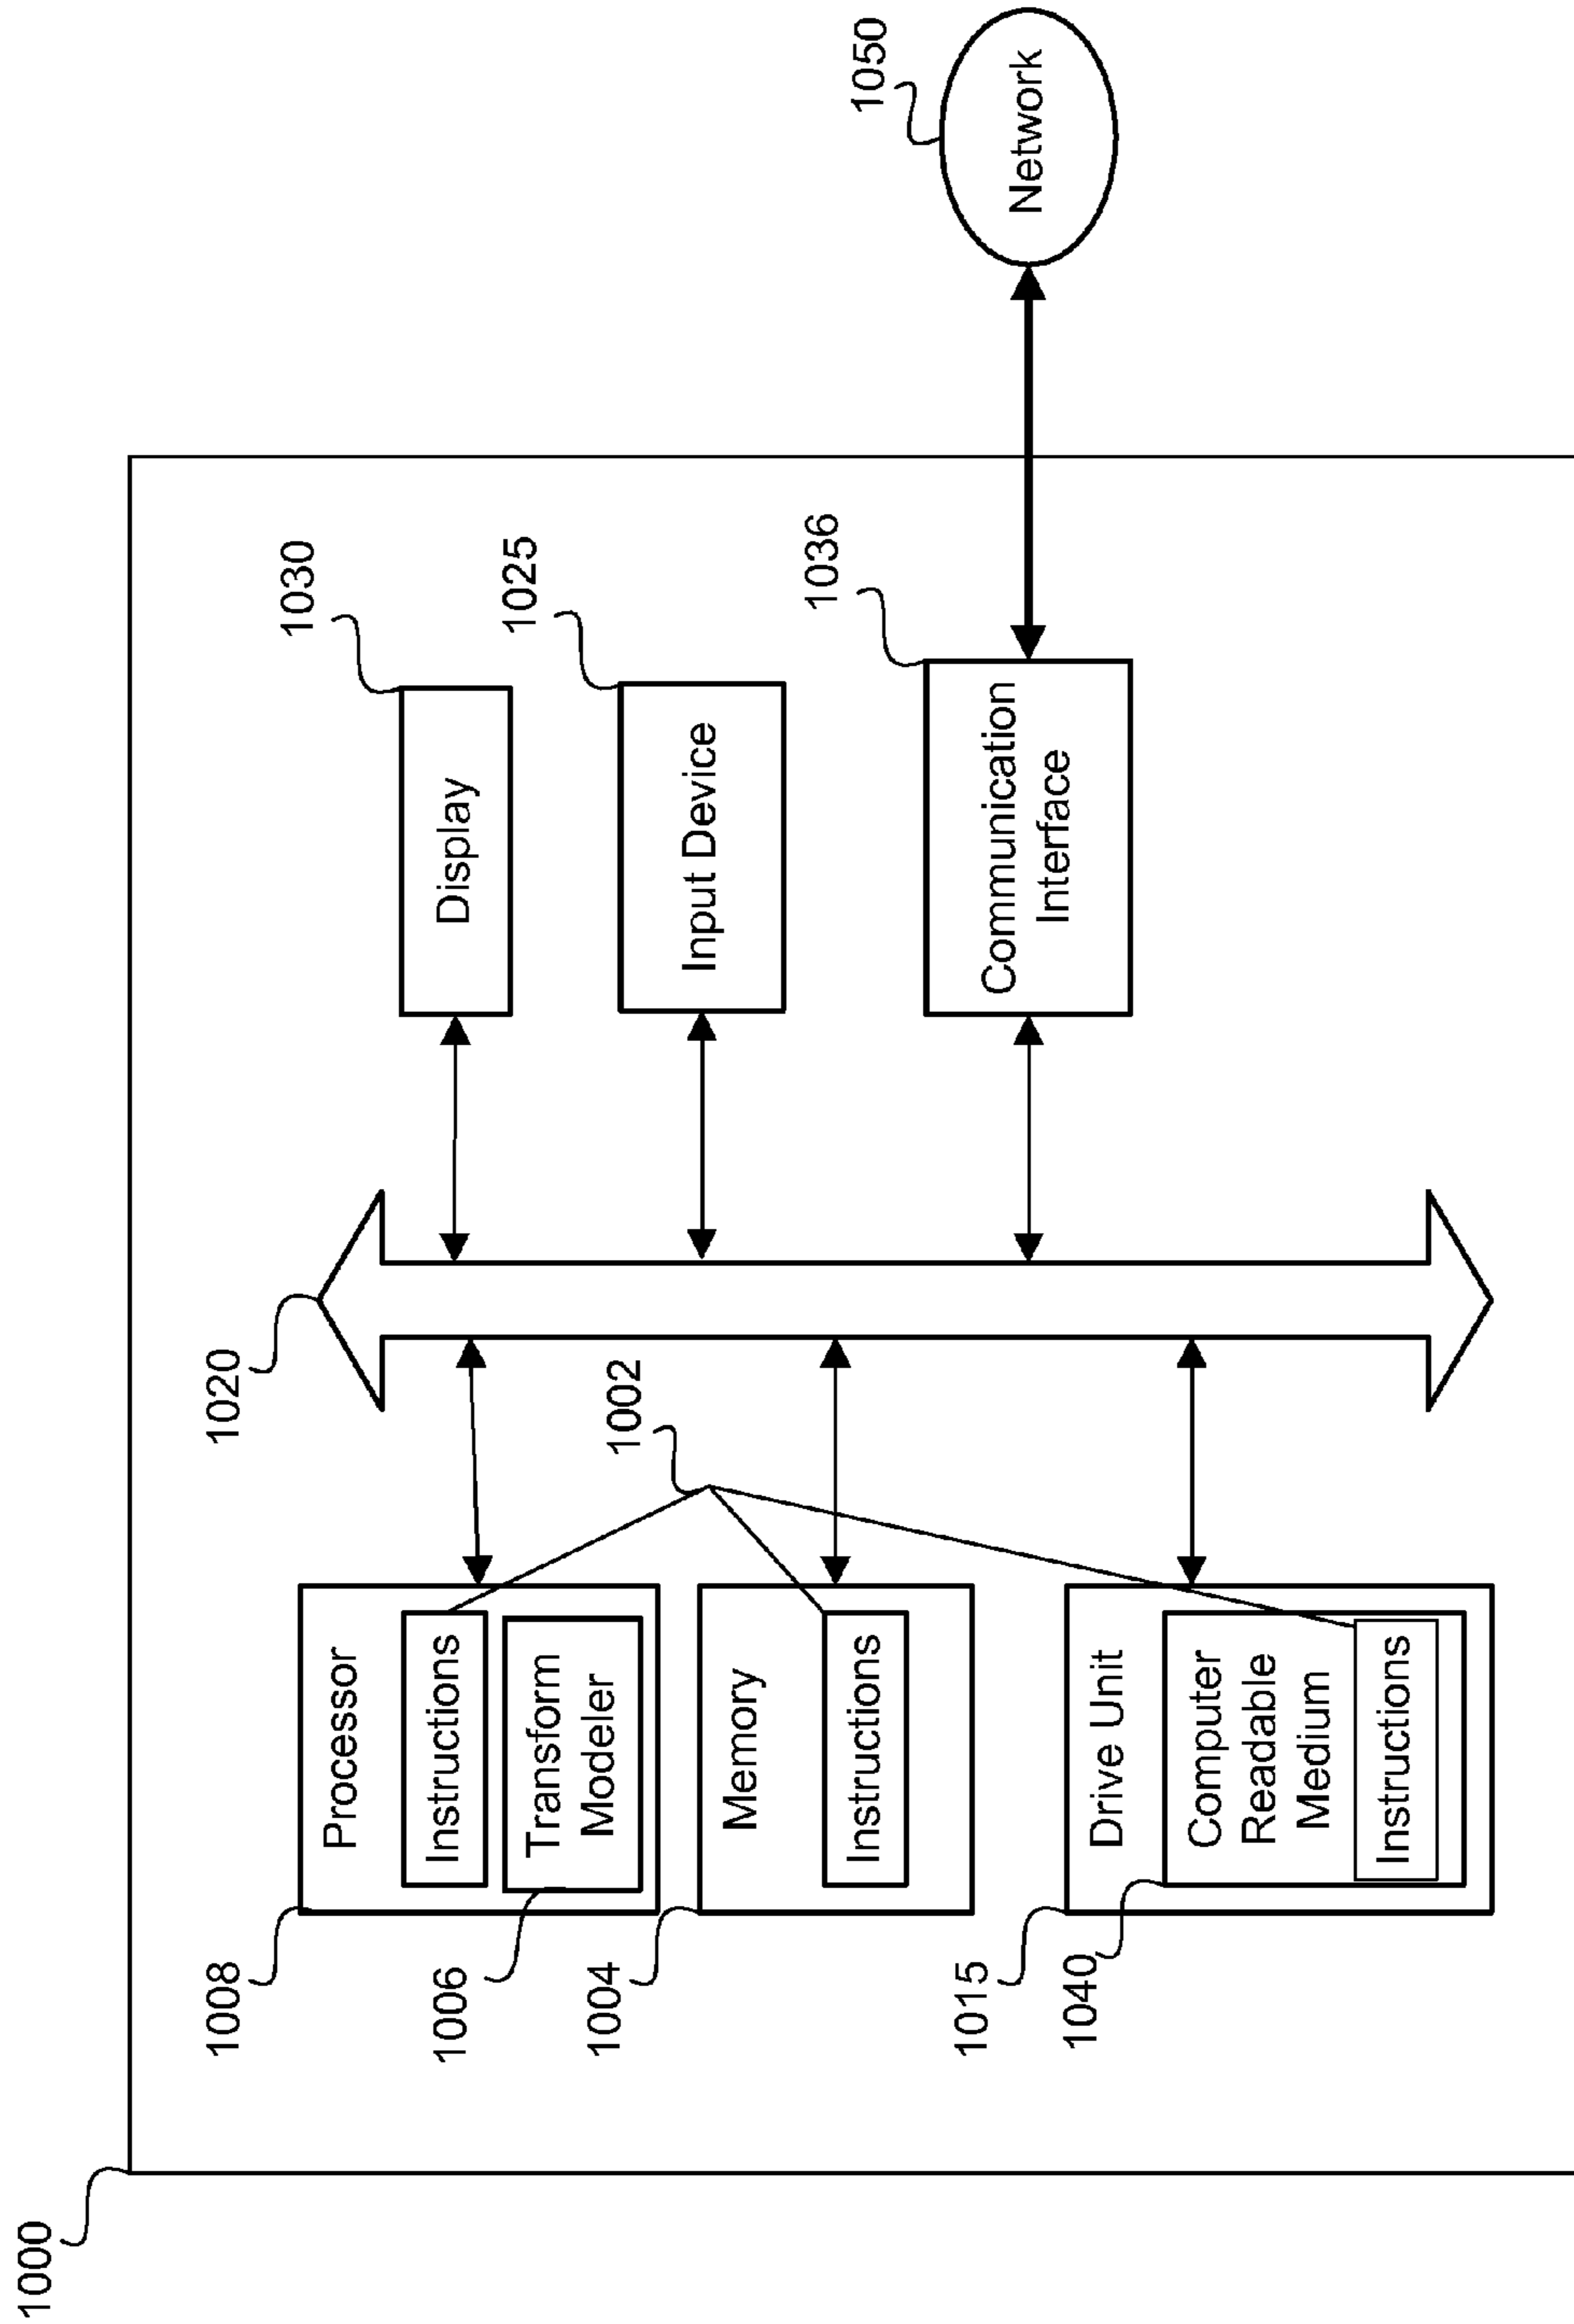 1000
1008
Processor
Instructions
Transform
Modeler
1006
1004
Memory
Instructions
1015
1040
Drive Unit
Computer
Readable
Medium
Instructions
1020
1002
1030
Display
1025
Input Device
1036
Communication
Interface
1050
Network